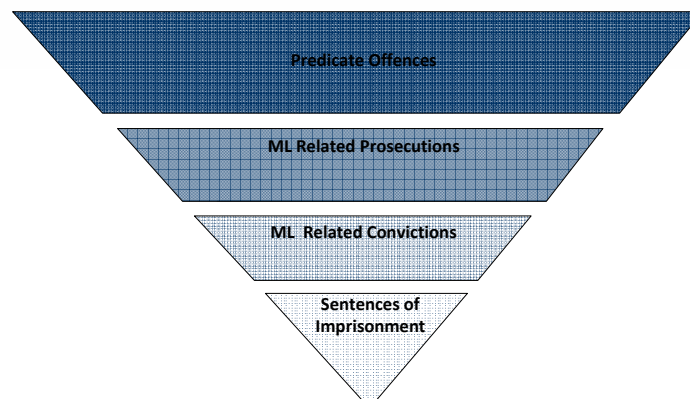 Predicate Offences
ML Related Prosecutions
ML  Related Convictions
Sentences of
Imprisonment